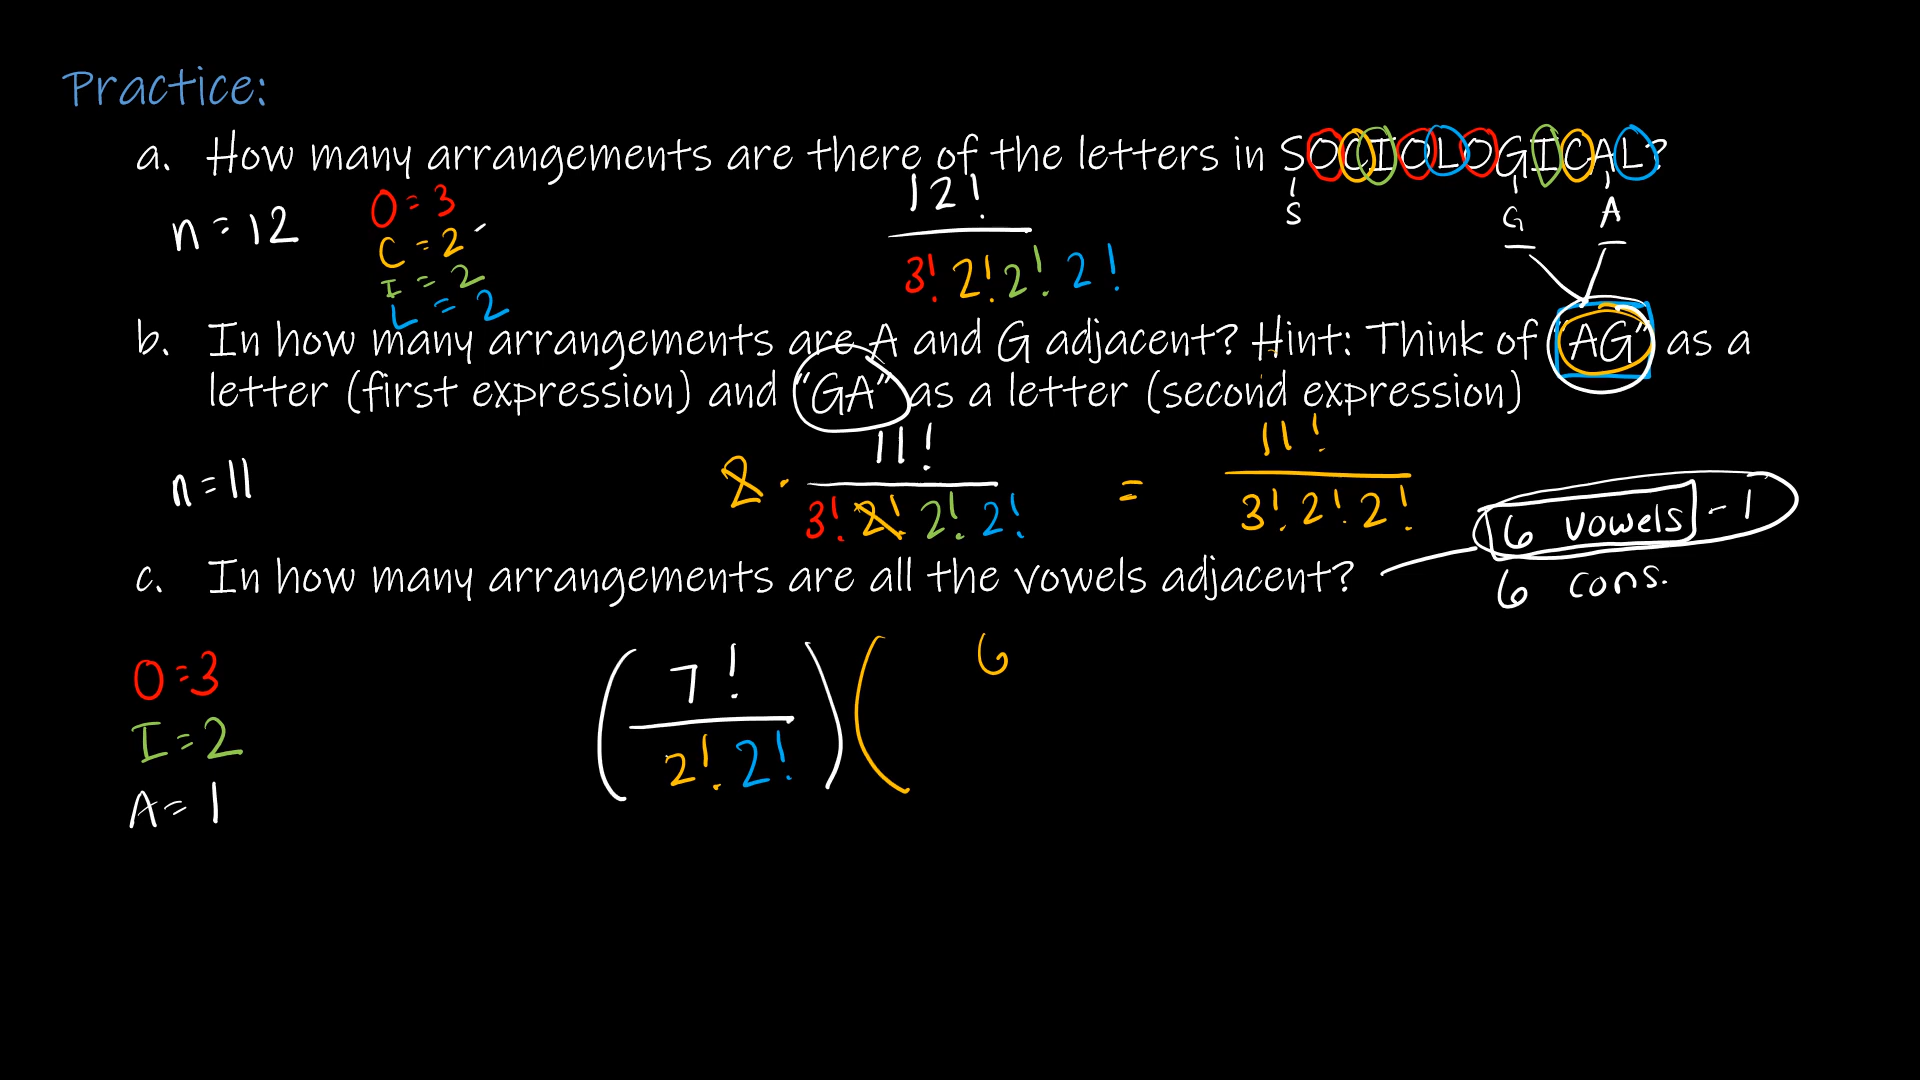 Practice:
a. How many arrangements are there of the letters in SOCIOLOGICAL?
n = 12
O = 3
C = 2
I = 2
L = 2
12!
3! 2! 2! 2!
S G A
b. In how many arrangements are A and G adjacent? Hint: Think of "AG" as a
letter (first expression) and "GA" as a letter (second expression)
n = 11
2 · 11! / 3! 2! 2! 2! = 11! / 3! 2! 2!
6 vowels - 1
6 cons.
c. In how many arrangements are all the vowels adjacent?
O = 3
I = 2
A = 1
( 7! / 2! 2! ) ( 6